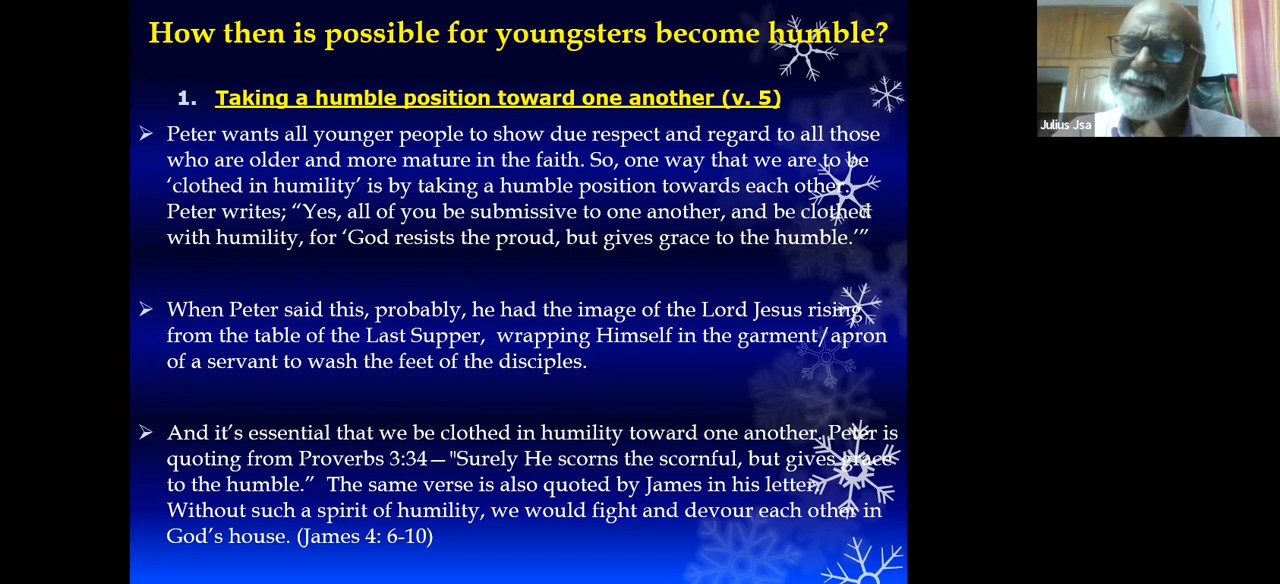 How then is possible for youngsters become humble?
1. Taking a humble position toward one another (v. 5)
Julius Jsa
➢ Peter wants all younger people to show due respect and regard to all those
who are older and more mature in the faith. So, one way that we are to be
‘clothed in humility’ is by taking a humble position towards each other.
Peter writes; “Yes, all of you be submissive to one another, and be clothed
with humility, for ‘God resists the proud, but gives grace to the humble.’”
➢ When Peter said this, probably, he had the image of the Lord Jesus rising
from the table of the Last Supper, wrapping Himself in the garment/apron
of a servant to wash the feet of the disciples.
➢ And it’s essential that we be clothed in humility toward one another. Peter is
quoting from Proverbs 3:34—"Surely He scorns the scornful, but gives grace
to the humble.” The same verse is also quoted by James in his letter.
Without such a spirit of humility, we would fight and devour each other in
God’s house. (James 4: 6-10)